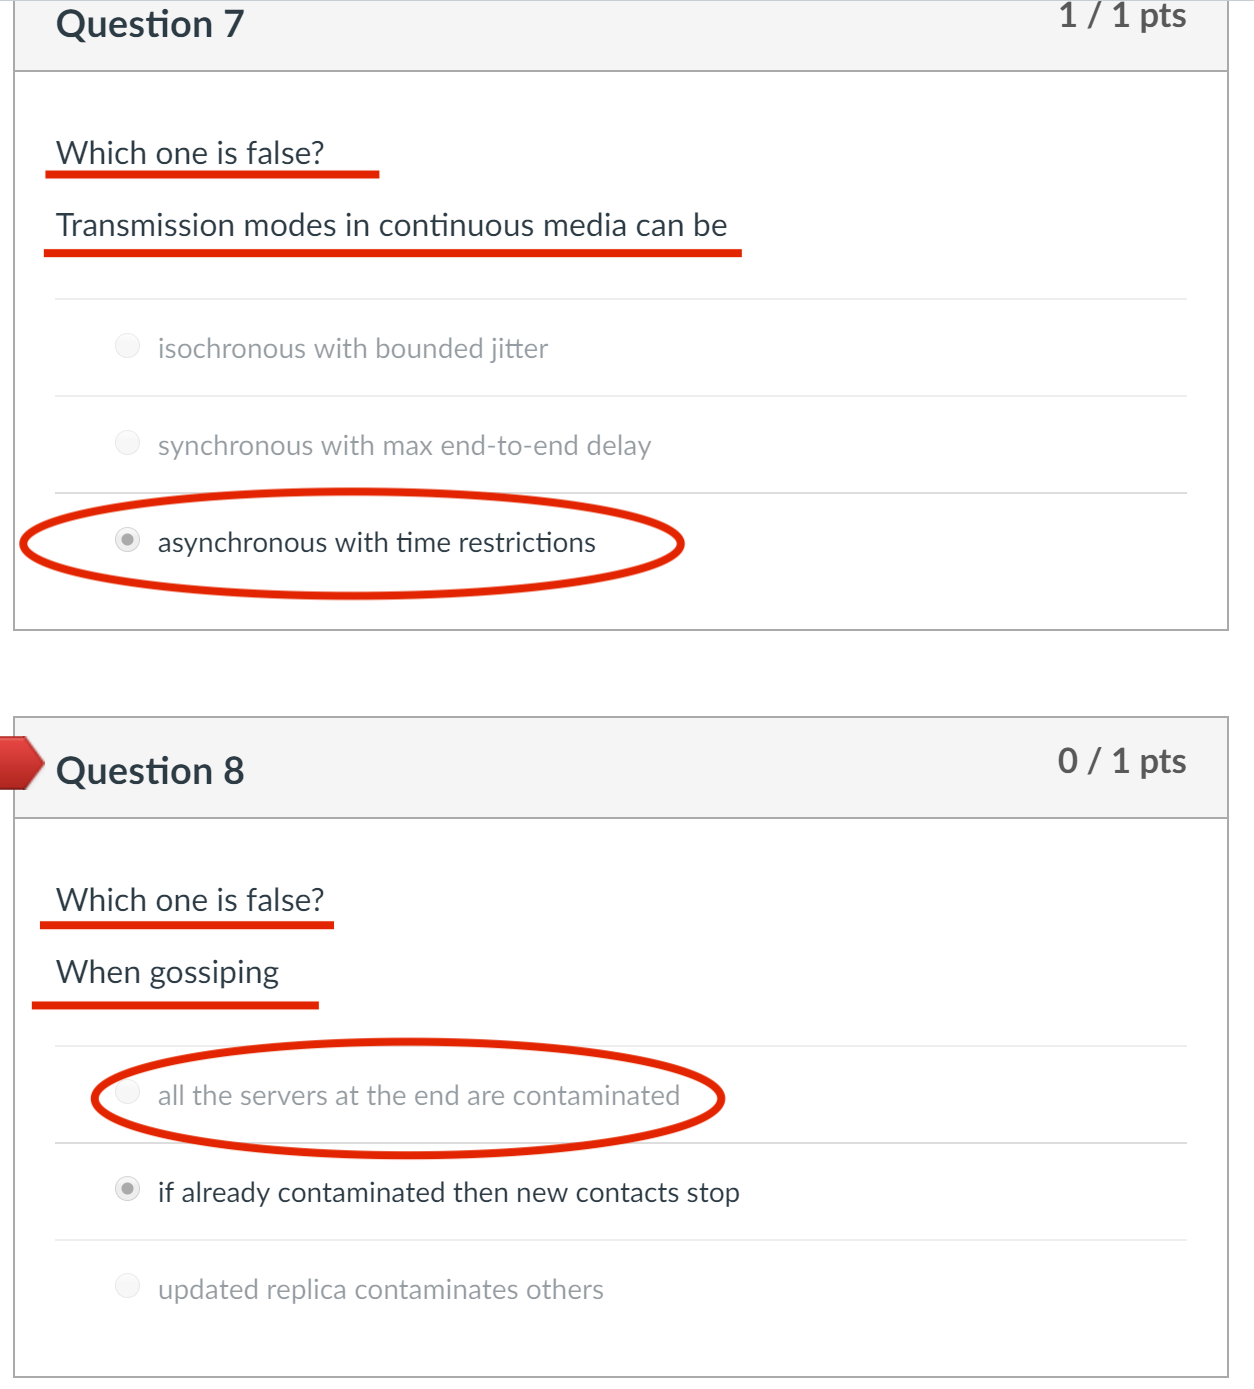 Question 7
1 / 1 pts
Which one is false?
Transmission modes in continuous media can be
isochronous with bounded jitter
synchronous with max end-to-end delay
asynchronous with time restrictions
Question 8
0 / 1 pts
Which one is false?
When gossiping
all the servers at the end are contaminated
if already contaminated then new contacts stop
updated replica contaminates others